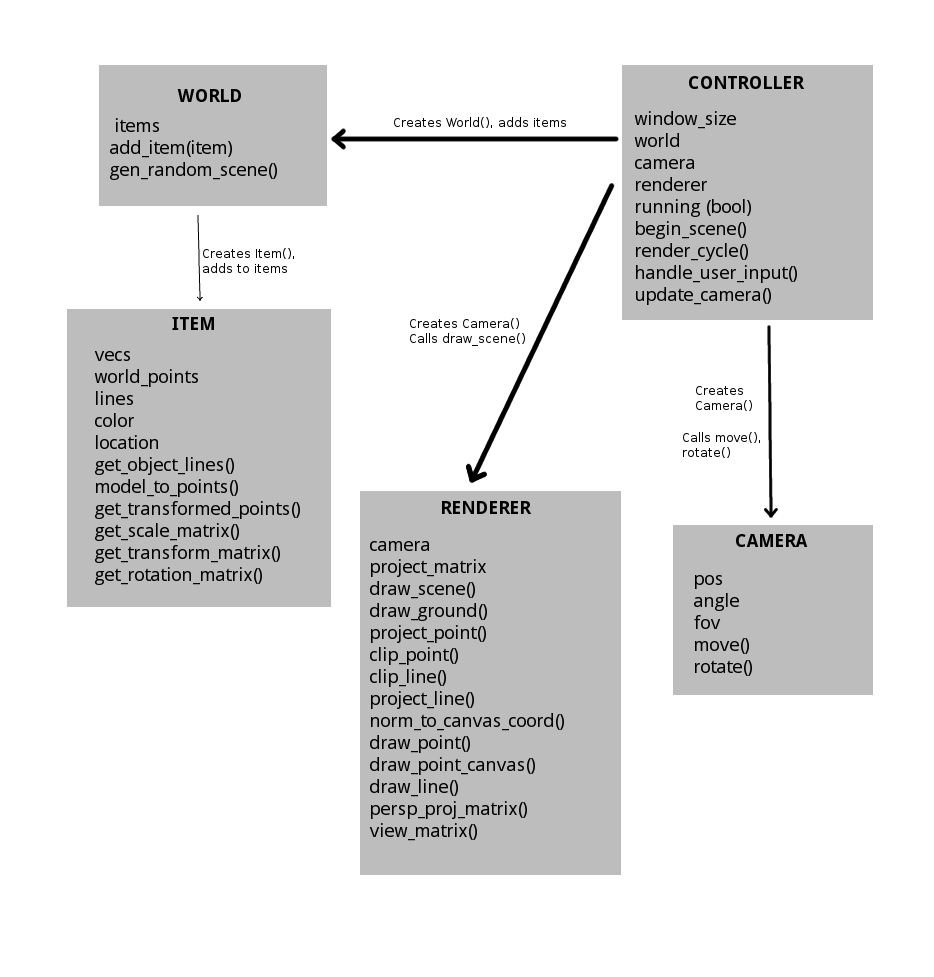 WORLD
items
add_item(item)
gen_random_scene()
Creates World(), adds items
CONTROLLER
window_size
world
camera
renderer
running (bool)
begin_scene()
render_cycle()
handle_user_input()
update_camera()
Creates Item(),
adds to items
ITEM
vecs
world_points
lines
color
location
get_object_lines()
model_to_points()
get_transformed_points()
get_scale_matrix()
get_transform_matrix()
get_rotation_matrix()
Creates Camera()
Calls draw_scene()
Creates
Camera()
Calls move(),
rotate()
RENDERER
camera
project_matrix
draw_scene()
draw_ground()
project_point()
clip_point()
clip_line()
project_line()
norm_to_canvas_coord()
draw_point()
draw_point_canvas()
draw_line()
persp_proj_matrix()
view_matrix()
CAMERA
pos
angle
fov
move()
rotate()